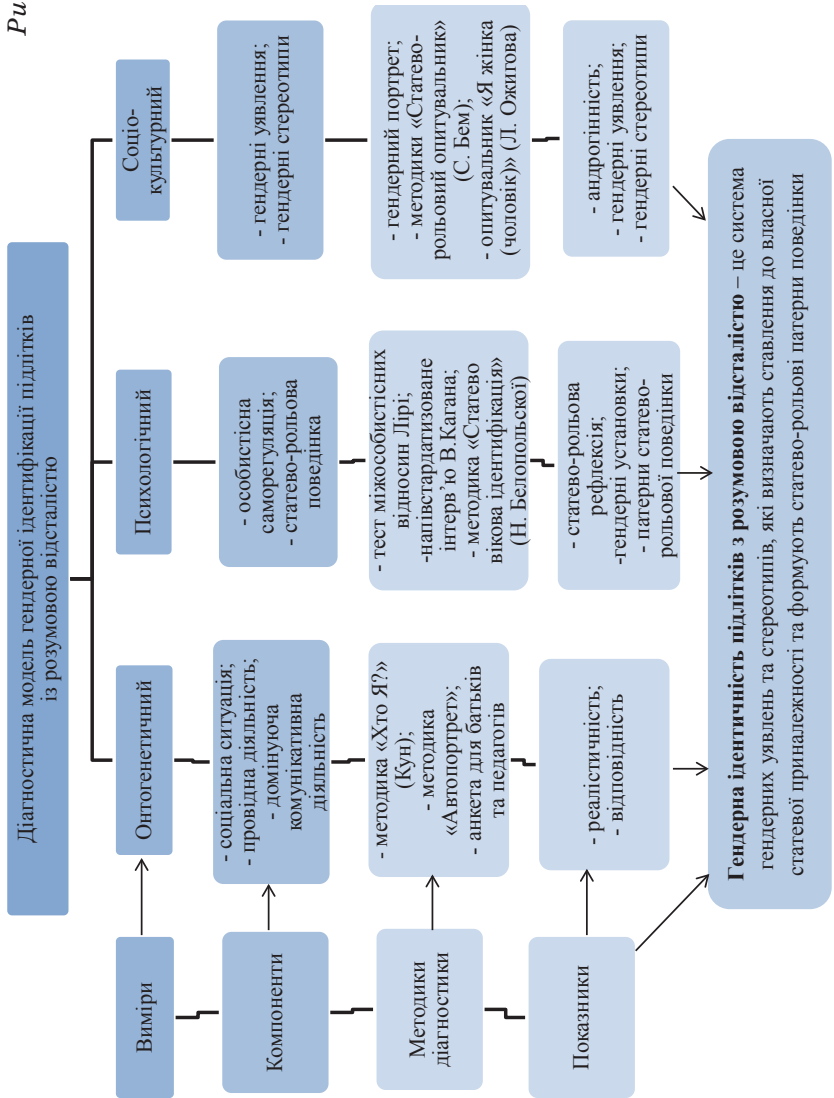 Ри
Діагностична модель гендерної ідентифікації підлітків
із розумовою відсталістю
Виміри
Онтогенетичний
Психологічний
Соціо-
культурний
Компоненти
- соціальна ситуація;
- провідна діяльність;
- домінуюча
комунікативна
діяльність
- особистісна
саморегуляція;
- статево-рольова
поведінка
- гендерні уявлення;
- гендерні стереотипи
Методики
діагностики
- методика «Хто Я?»
(Кун);
- методика
«Автопортрет»;
- анкета для батьків
та педагогів
- тест міжособистісних
відносин Лірі;
-напівстардатизоване
інтерв’ю В.Кагана;
- методика «Статево
вікова ідентифікація»
(Н. Белопольскої)
- гендерний портрет;
- методики «Статево-
рольовий опитувальник»
(С. Бем);
- опитувальник «Я жінка
(чоловік)» (Л. Ожигова)
Показники
- реалістичність;
- відповідність
- статево-рольова
рефлексія;
-гендерні установки;
- патерни статево-
рольової поведінки
- андрогінність;
- гендерні уявлення;
- гендерні стереотипи
Гендерна ідентичність підлітків з розумовою відсталістю – це система
гендерних уявлень та стереотипів, які визначають ставлення до власної
статевої приналежності та формують статево-рольові патерни поведінки